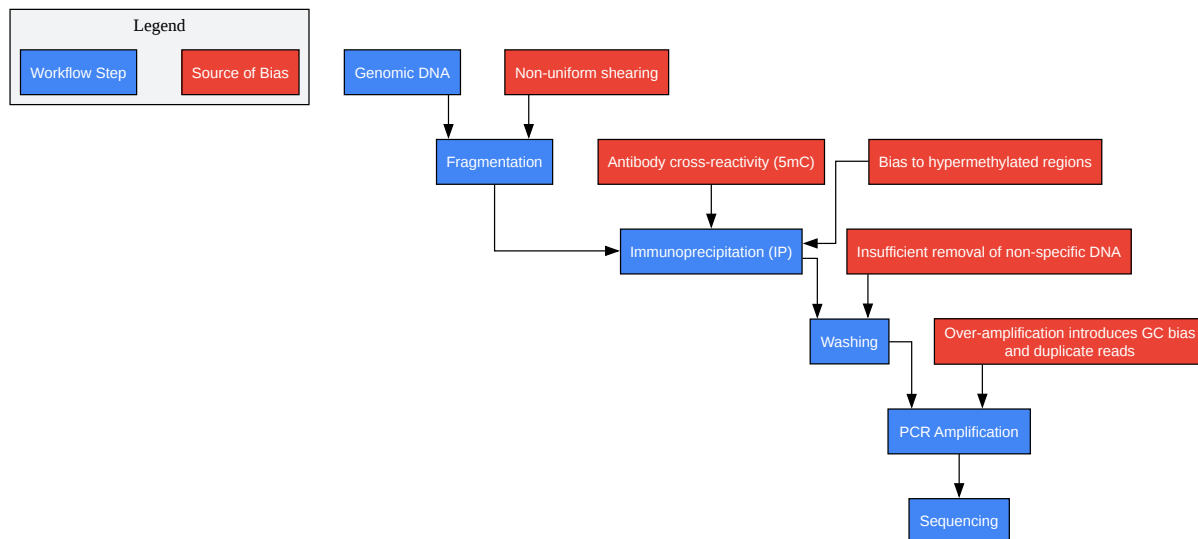 Legend
Workflow Step
Source of Bias
Genomic DNA
Non-uniform shearing
Fragmentation
Antibody cross-reactivity (5mC)
Bias to hypermethylated regions
Immunoprecipitation (IP)
Insufficient removal of non-specific DNA
Washing
Over-amplification introduces GC bias
and duplicate reads
PCR Amplification
Sequencing